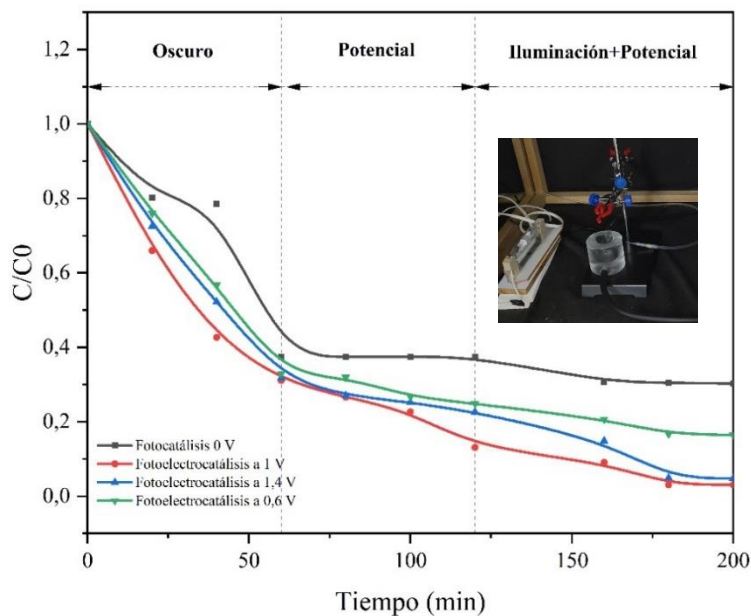 Oscuro Potencial Iluminación+Potencial
1,2
1,0
0,8
0,6
0,4
0,2
0,0
C/C0
Fotocatálisis 0 V
Fotoelectrocatálisis a 1 V
Fotoelectrocatálisis a 1,4 V
Fotoelectrocatálisis a 0,6 V
0 50 100 150 200
Tiempo (min)